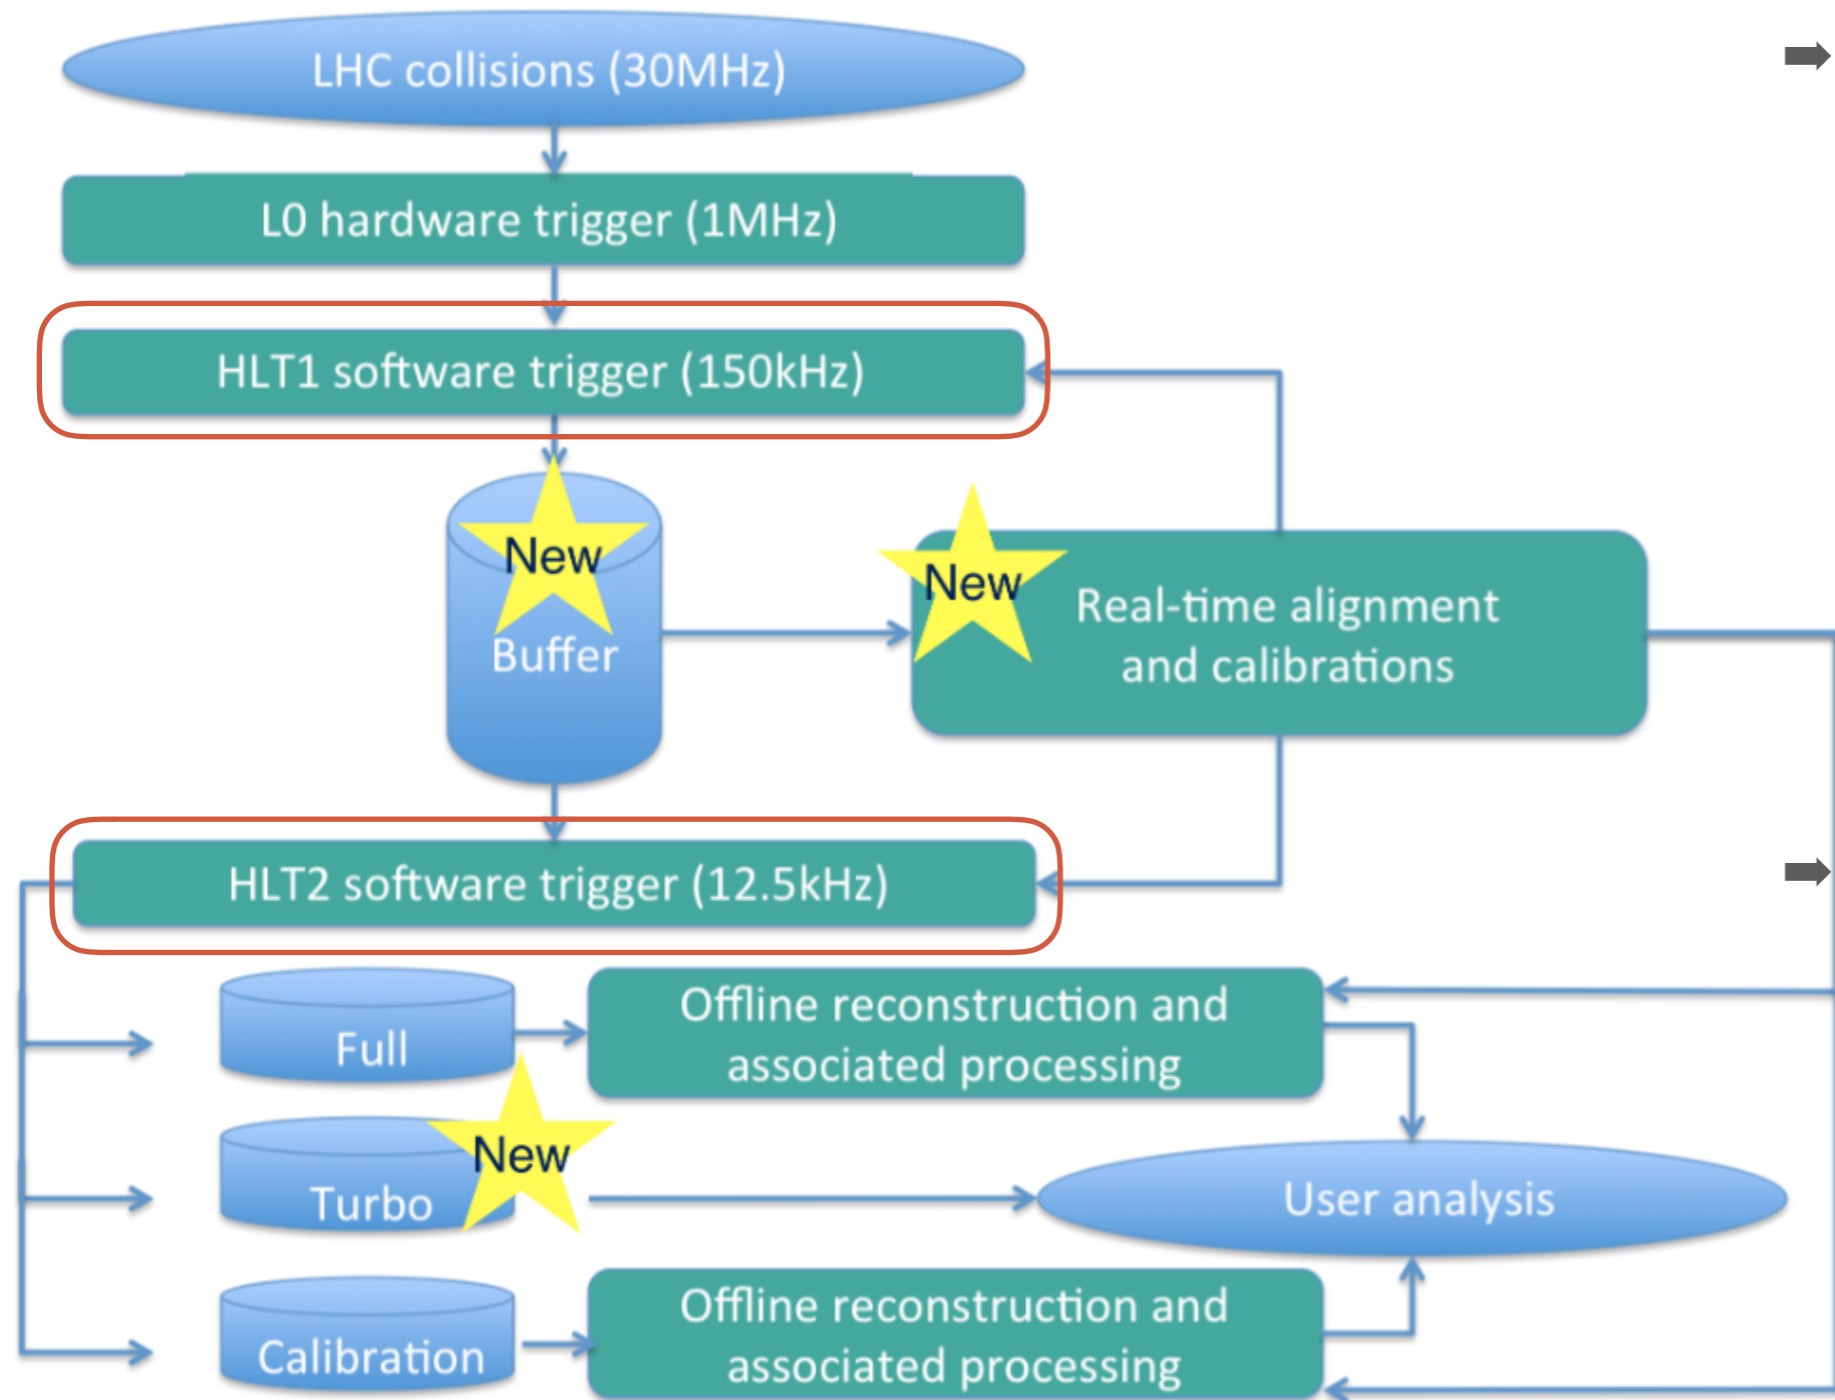 LHC collisions (30MHz)
L0 hardware trigger (1MHz)
HLT1 software trigger (150kHz)
New
Buffer
New
Real-time alignment
and calibrations
HLT2 software trigger (12.5kHz)
Full
Offline reconstruction and
associated processing
New
Turbo
User analysis
Calibration
Offline reconstruction and
associated processing